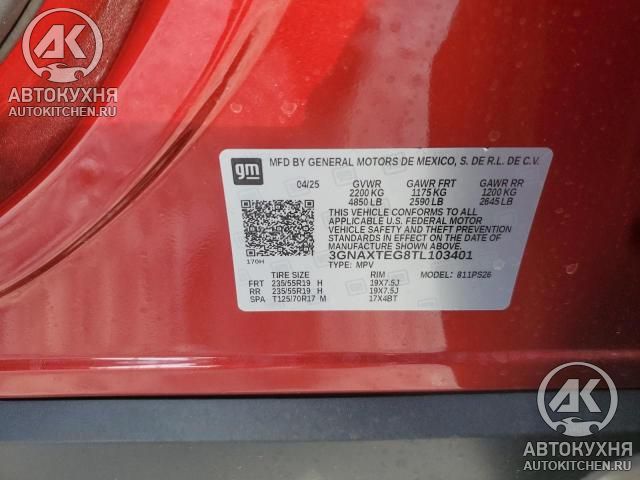 AK
АВТОКУХНЯ
AUTOKITCHEN.RU
gm
MFD BY GENERAL MOTORS DE MEXICO, S. DE R.L. DE C.V.
04/25 GVWR GAWR FRT GAWR RR
2200 KG 1175 KG 1200 KG
4850 LB 2590 LB 2645 LB
THIS VEHICLE CONFORMS TO ALL
APPLICABLE U.S. FEDERAL MOTOR
VEHICLE SAFETY AND THEFT PREVENTION
STANDARDS IN EFFECT ON THE DATE OF
MANUFACTURE SHOWN ABOVE.
3GNAXTEG8TL103401
170H TYPE: MPV
TIRE SIZE RIM MODEL: 811PS26
FRT 235/55R19 H 19X7.5J
RR 235/55R19 H 19X7.5J
SPA T125/70R17 M 17X4BT
AK
АВТОКУХНЯ
AUTOKITCHEN.RU